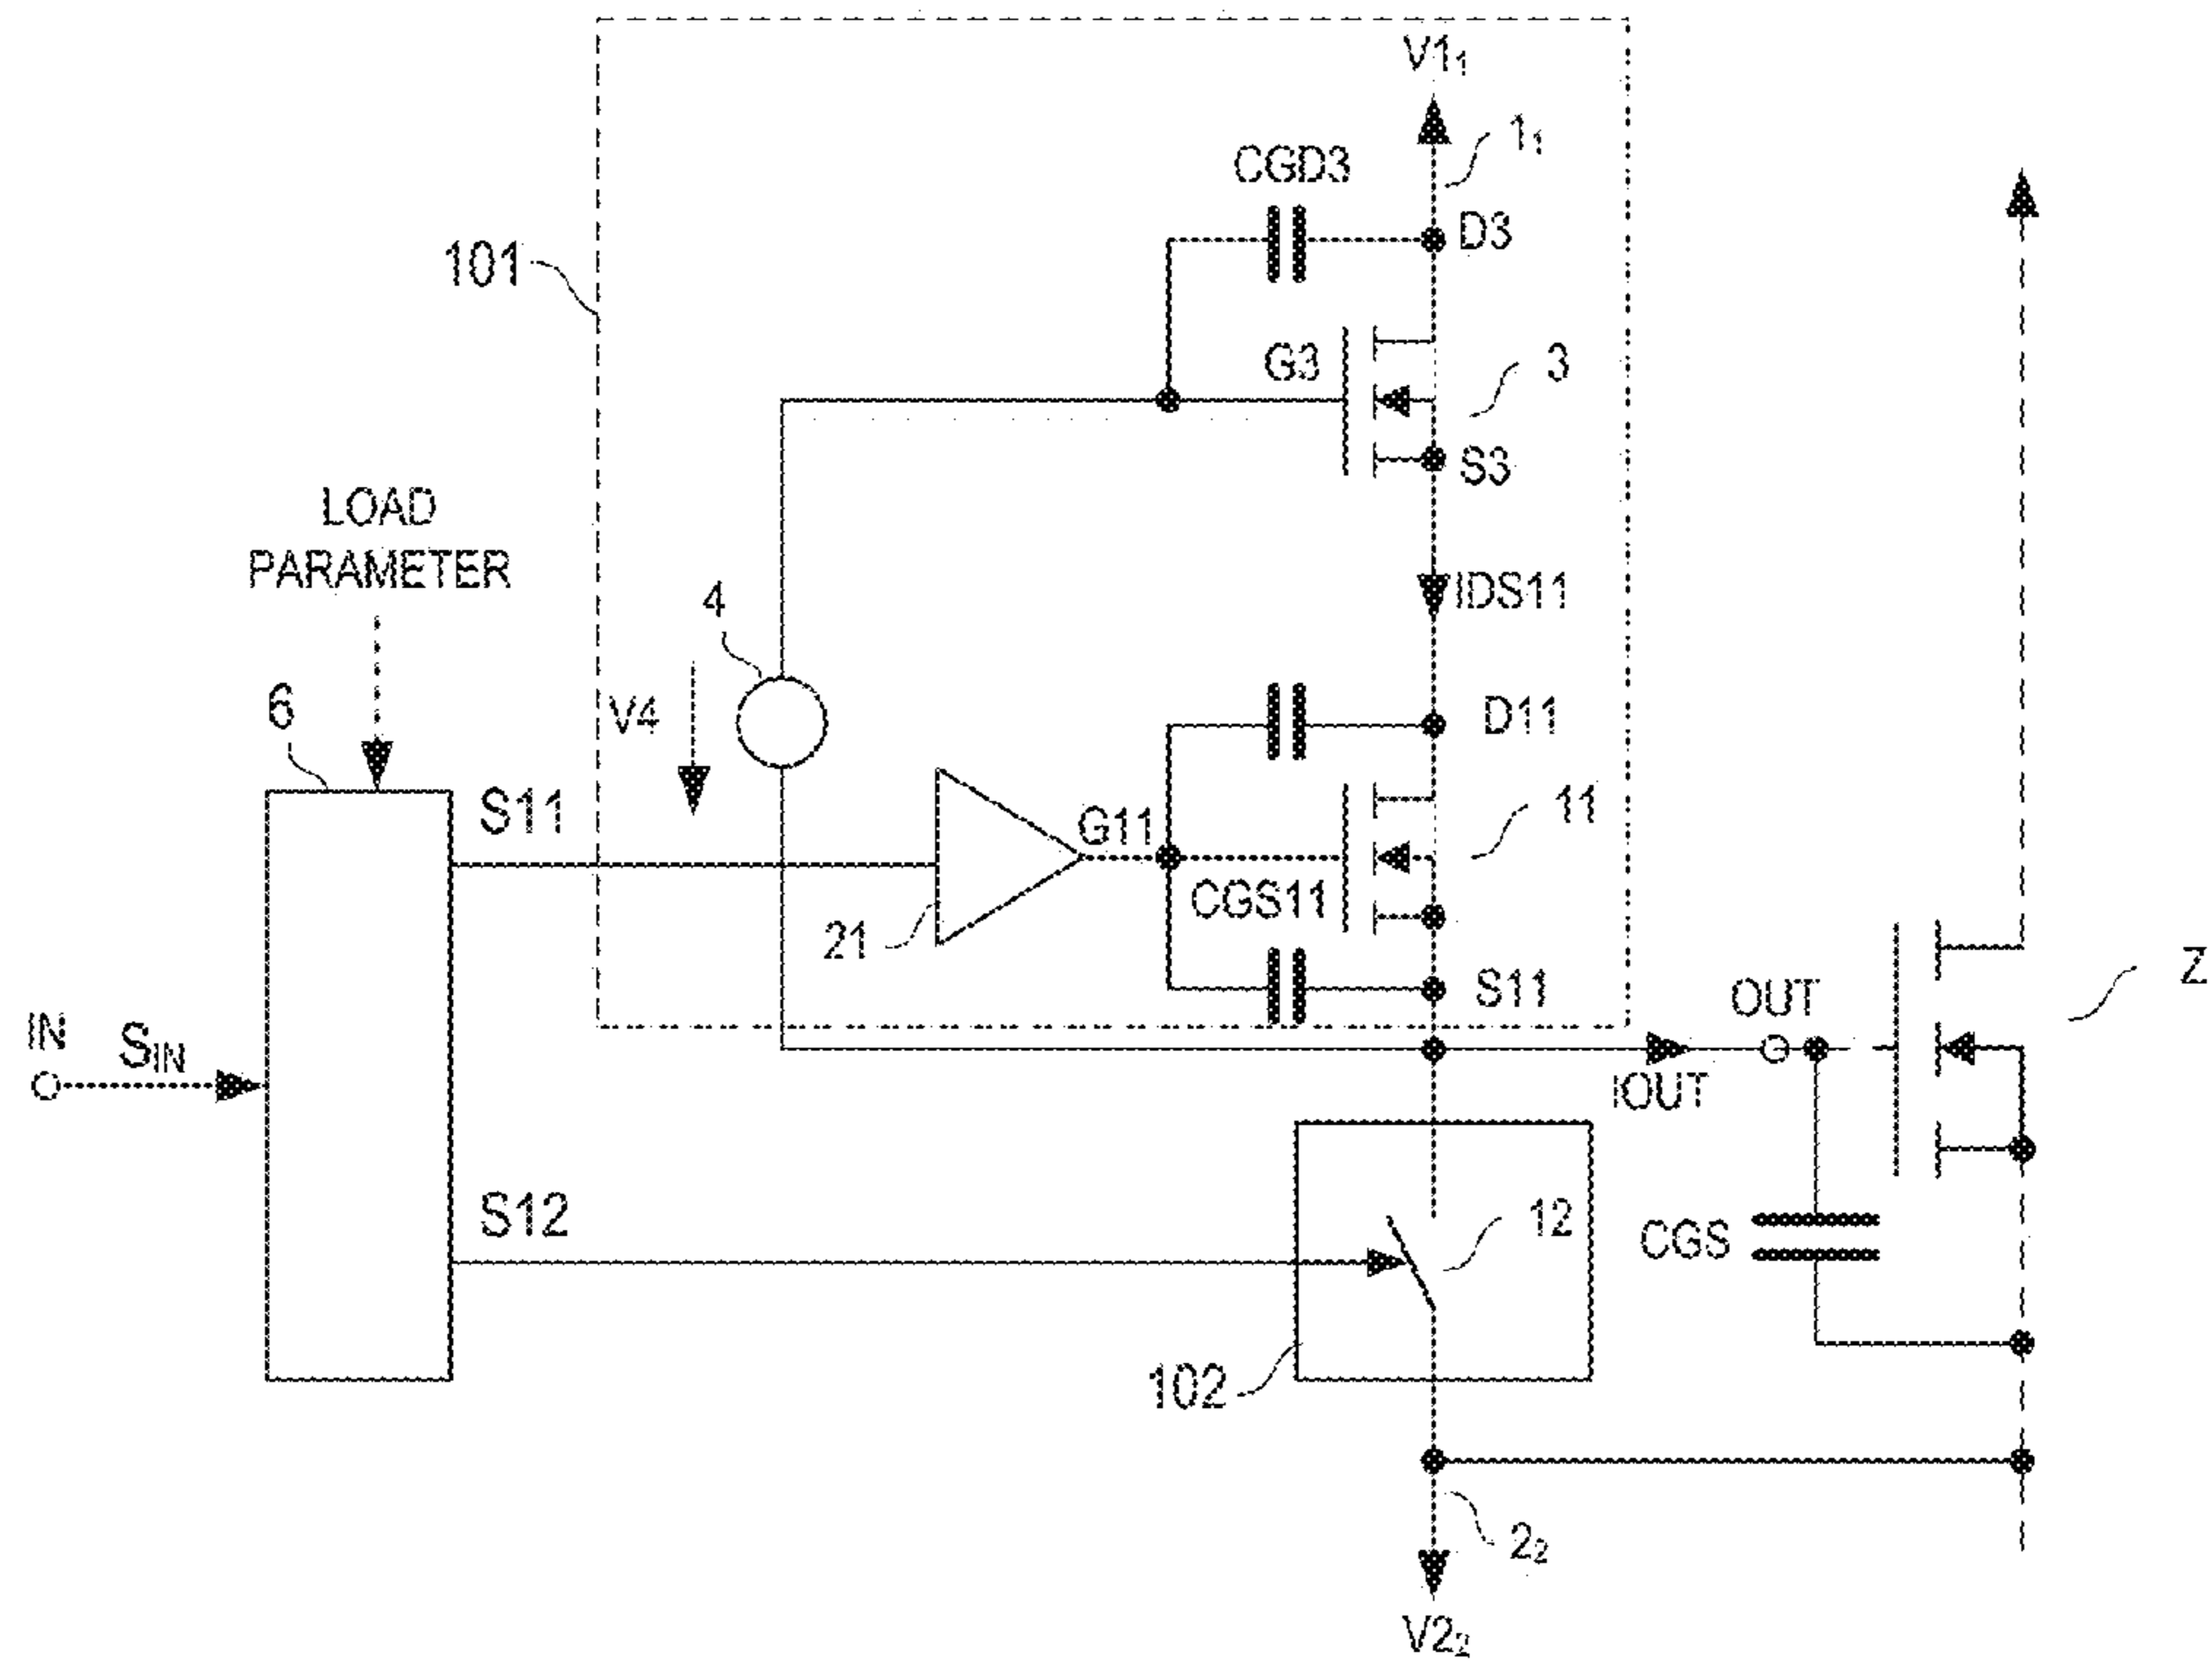 V1₁
1₁
CGD3
D3
101
G3
3
S3
LOAD
PARAMETER
IDS11
4
V4
D11
6
S11
G11
11
CGS11
21
S11
OUT
Z
IN
S_IN
IOUT
S12
12
CGS
102
2₂
V2₂